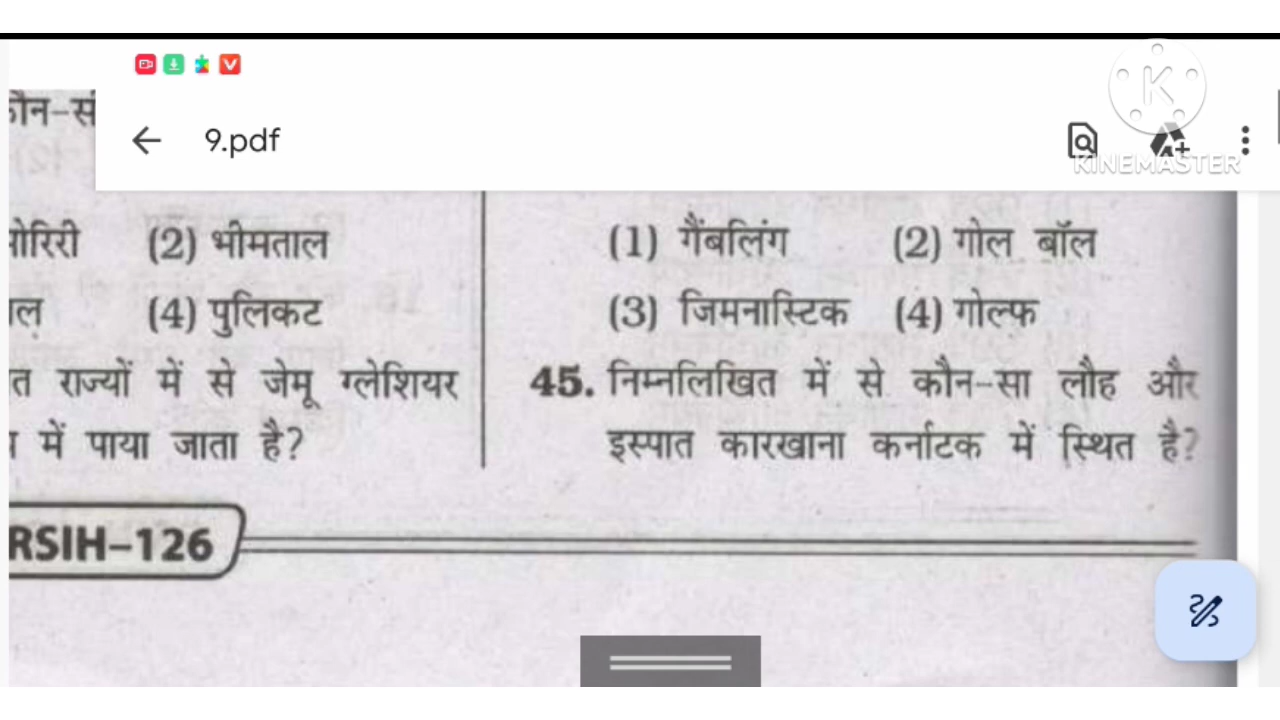 9.pdf
KINEMASTER
(2) भीमताल
(4) पुलिकट
राज्यों में से जेमू ग्लेशियर
में पाया जाता है?
RSIH–126
(1) गैंबलिंग (2) गोल बॉल
(3) जिमनास्टिक (4) गोल्फ
45. निम्नलिखित में से कौन-सा लौह और
इस्पात कारखाना कर्नाटक में स्थित है?